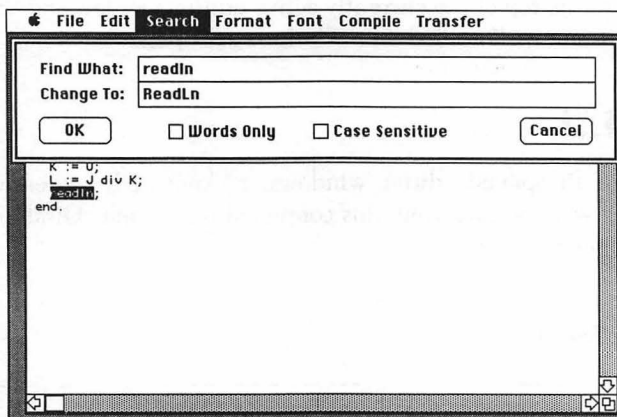 File Edit Search Format Font Compile Transfer
Find What: readln
Change To: ReadLn
OK Words Only Case Sensitive Cancel
K := 0;
L := J div K;
readln;
end.